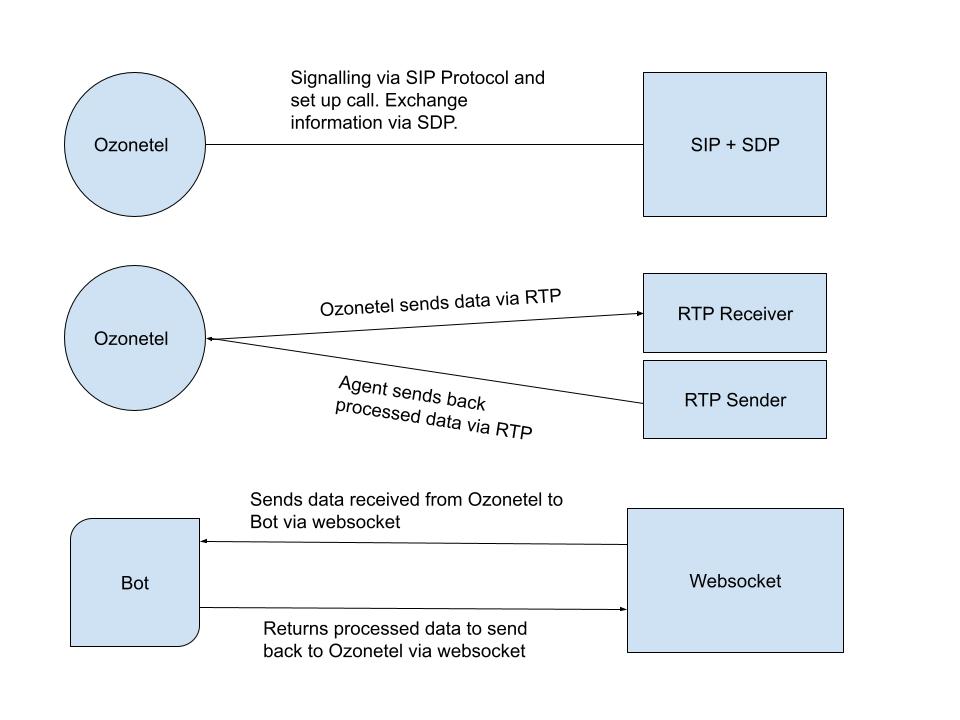 Signalling via SIP Protocol and
set up call. Exchange
information via SDP.
Ozonetel
SIP + SDP
Ozonetel sends data via RTP
RTP Receiver
Ozonetel
Agent sends back
processed data via RTP
RTP Sender
Sends data received from Ozonetel to
Bot via websocket
Bot
Websocket
Returns processed data to send
back to Ozonetel via websocket